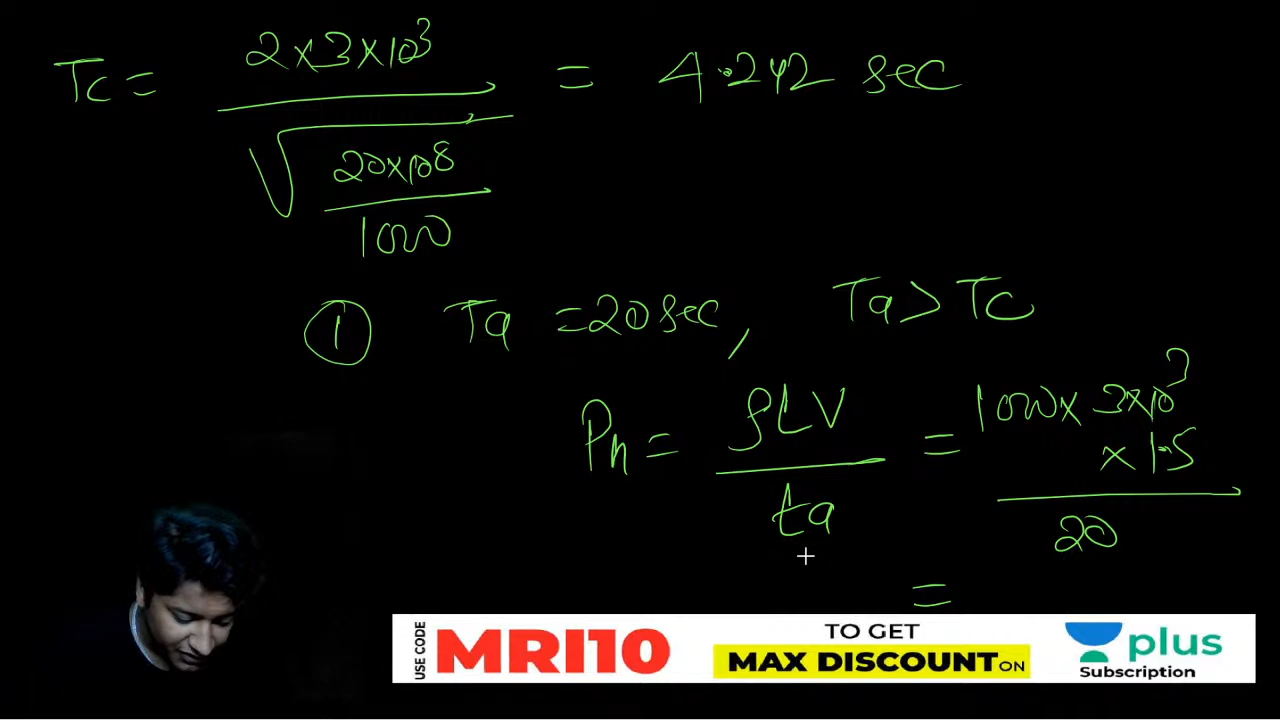 Tc = 2×3×10³ / √(20×10⁸ / 1000) = 4.242 sec
① Ta = 20 sec, Ta > Tc
Ph = ρLV / ta = 1000 × 3×10³ × 1.5 / 20
=
USE CODE MRI10 TO GET MAX DISCOUNT ON plus Subscription